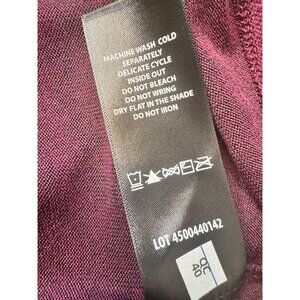 MACHINE WASH COLD
SEPARATELY
DELICATE CYCLE
INSIDE OUT
DO NOT BLEACH
DO NOT WRING
DRY FLAT IN THE SHADE
DO NOT IRON
LOT 4500440142
QC
40